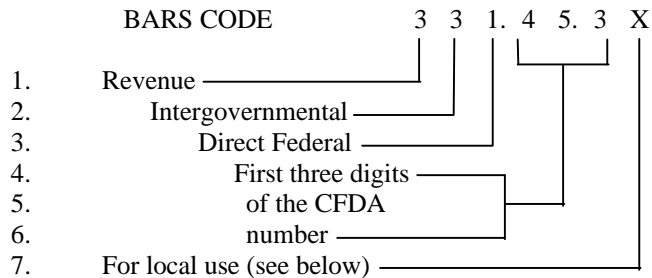 BARS CODE 3 3 1. 4 5. 3 X
1. Revenue
2. Intergovernmental
3. Direct Federal
4. First three digits
5. of the CFDA
6. number
7. For local use (see below)